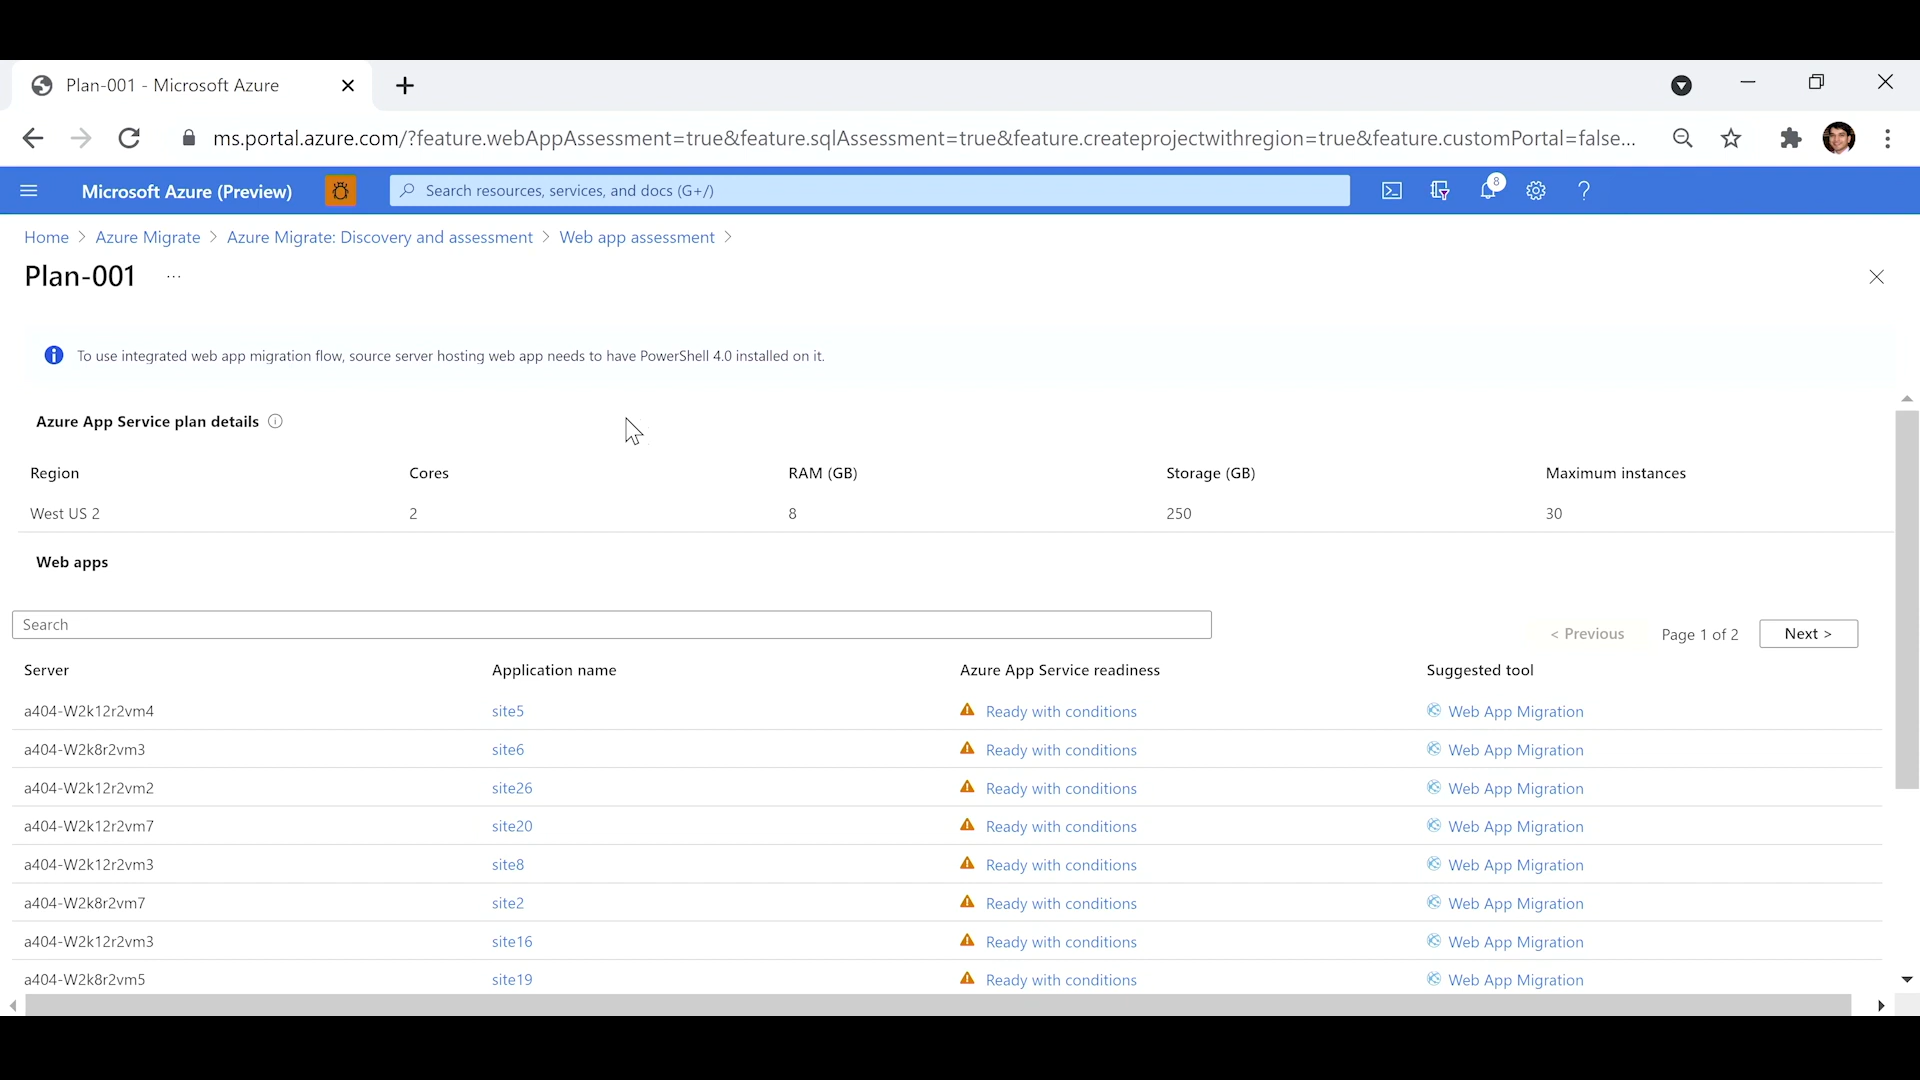 Plan-001 - Microsoft Azure
ms.portal.azure.com/?feature.webAppAssessment=true&feature.sqlAssessment=true&feature.createprojectwithregion=true&feature.customPortal=false...
Microsoft Azure (Preview)
Search resources, services, and docs (G+/)
8
Home > Azure Migrate > Azure Migrate: Discovery and assessment > Web app assessment >
Plan-001 ...
To use integrated web app migration flow, source server hosting web app needs to have PowerShell 4.0 installed on it.
Azure App Service plan details
Region Cores RAM (GB) Storage (GB) Maximum instances
West US 2 2 8 250 30
Web apps
Search
< Previous Page 1 of 2 Next >
Server Application name Azure App Service readiness Suggested tool
a404-W2k12r2vm4 site5 Ready with conditions Web App Migration
a404-W2k8r2vm3 site6 Ready with conditions Web App Migration
a404-W2k12r2vm2 site26 Ready with conditions Web App Migration
a404-W2k12r2vm7 site20 Ready with conditions Web App Migration
a404-W2k12r2vm3 site8 Ready with conditions Web App Migration
a404-W2k8r2vm7 site2 Ready with conditions Web App Migration
a404-W2k12r2vm3 site16 Ready with conditions Web App Migration
a404-W2k8r2vm5 site19 Ready with conditions Web App Migration